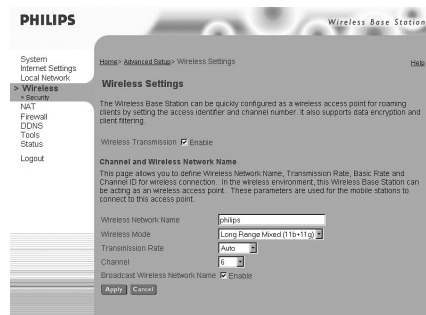 PHILIPS
Wireless Base Station
System
Internet Settings
Local Network
> Wireless
> Security
NAT
Firewall
DDNS
Tools
Status
Logout
Home> Advanced Setup> Wireless Settings
Help
Wireless Settings
The Wireless Base Station can be quickly configured as a wireless access point for roaming
clients by setting the access identifier and channel number. It also supports data encryption and
client filtering.
Wireless Transmission Enable
Channel and Wireless Network Name
This page allows you to define Wireless Network Name, Transmission Rate, Basic Rate and
Channel ID for wireless connection. In the wireless environment, this Wireless Base Station can
be acting as an wireless access point. These parameters are used for the mobile stations to
connect to this access point.
Wireless Network Name philips
Wireless Mode Long Range Mixed (11b+11g)
Transmission Rate Auto
Channel 6
Broadcast Wireless Network Name Enable
Apply Cancel